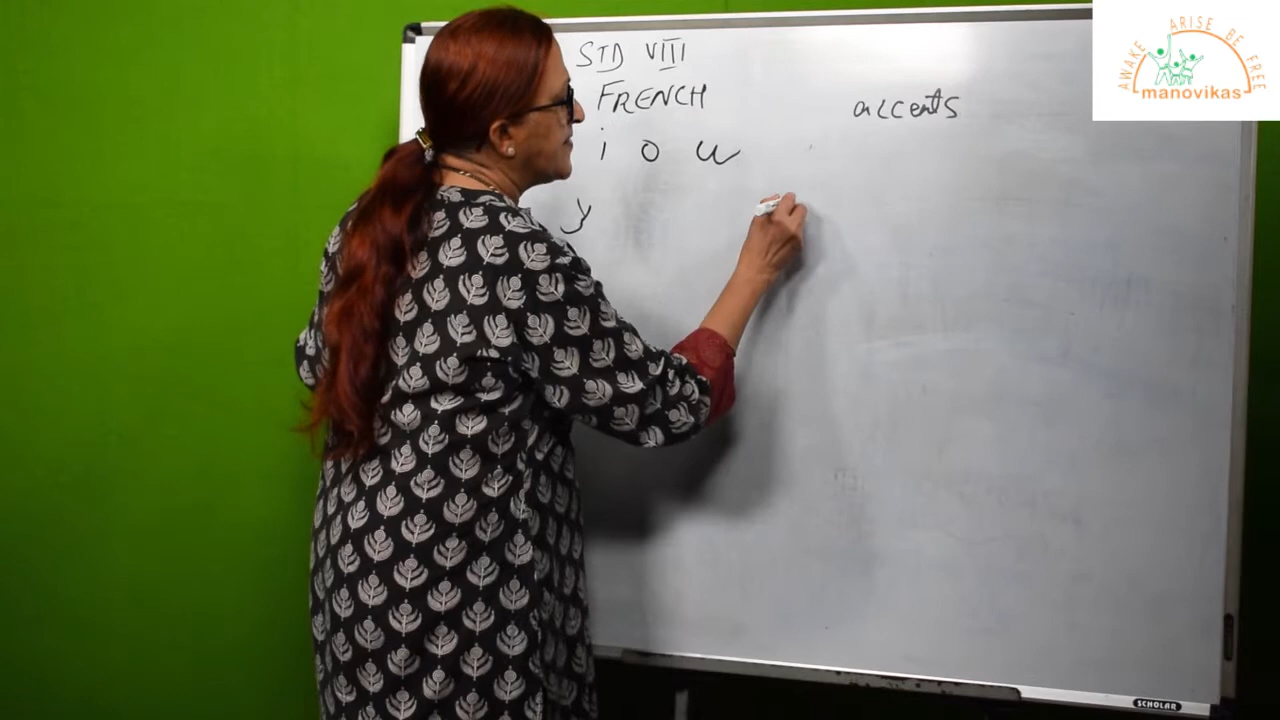 STD VIII
FRENCH
accents
i o u
y
AWAKE ARISE BE FREE
manovikas
SCHOLAR